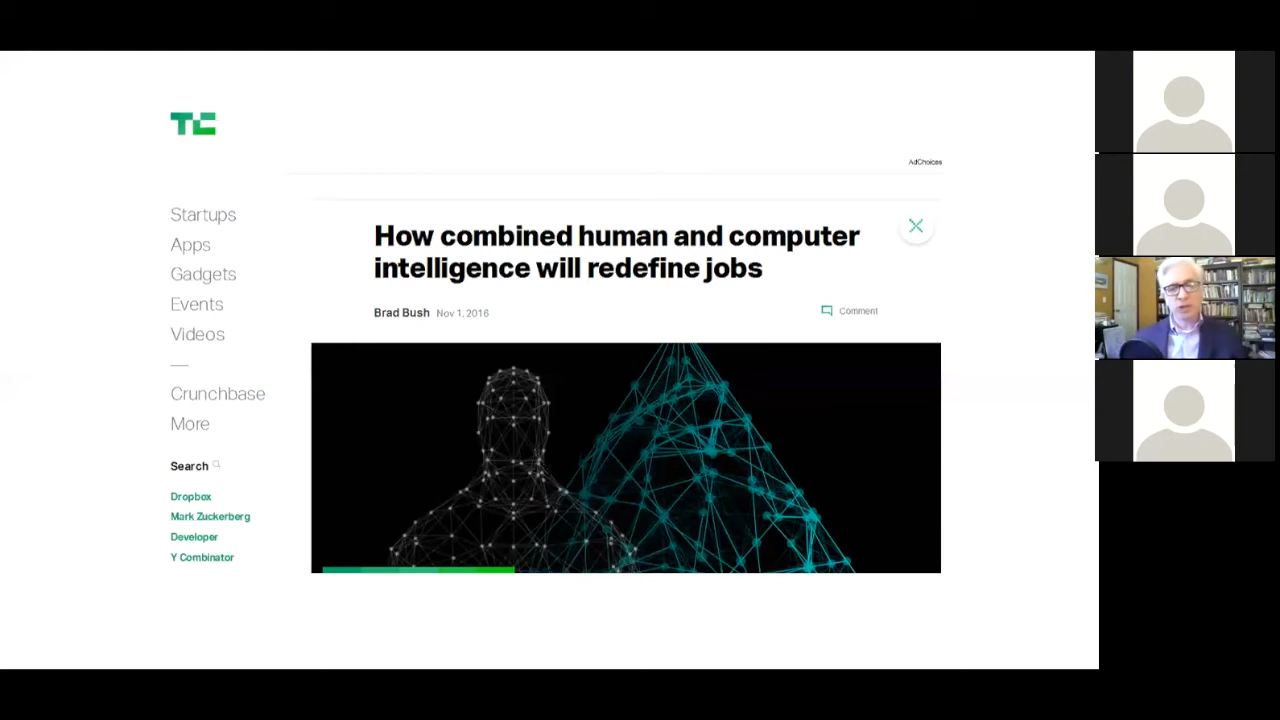 TC
AdChoices
Startups
Apps
Gadgets
Events
Videos
—
Crunchbase
More
Search
Dropbox
Mark Zuckerberg
Developer
Y Combinator
How combined human and computer
intelligence will redefine jobs
Brad Bush Nov 1, 2016
Comment